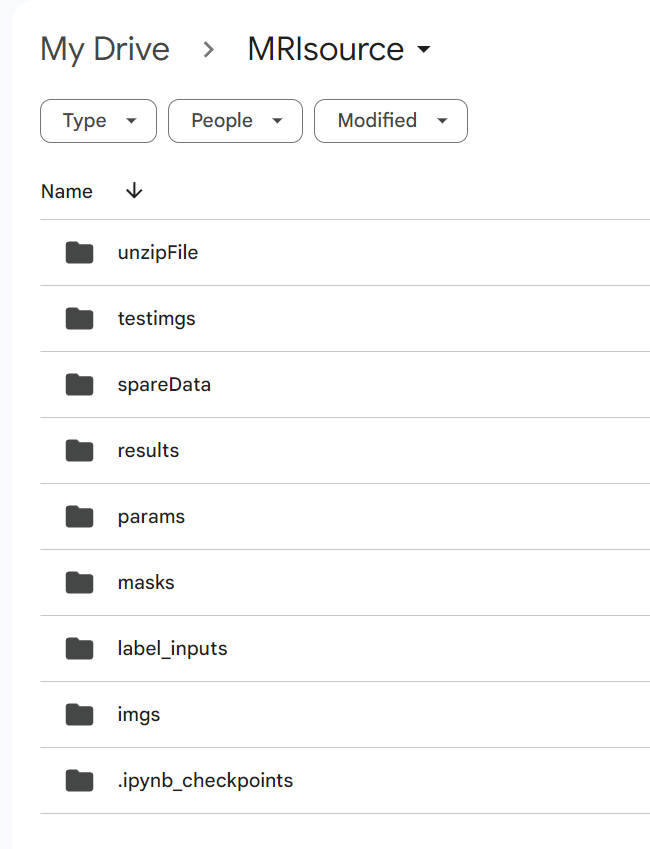 My Drive > MRIsource
Type People Modified
Name ↓
unzipFile
testimgs
spareData
results
params
masks
label_inputs
imgs
.ipynb_checkpoints